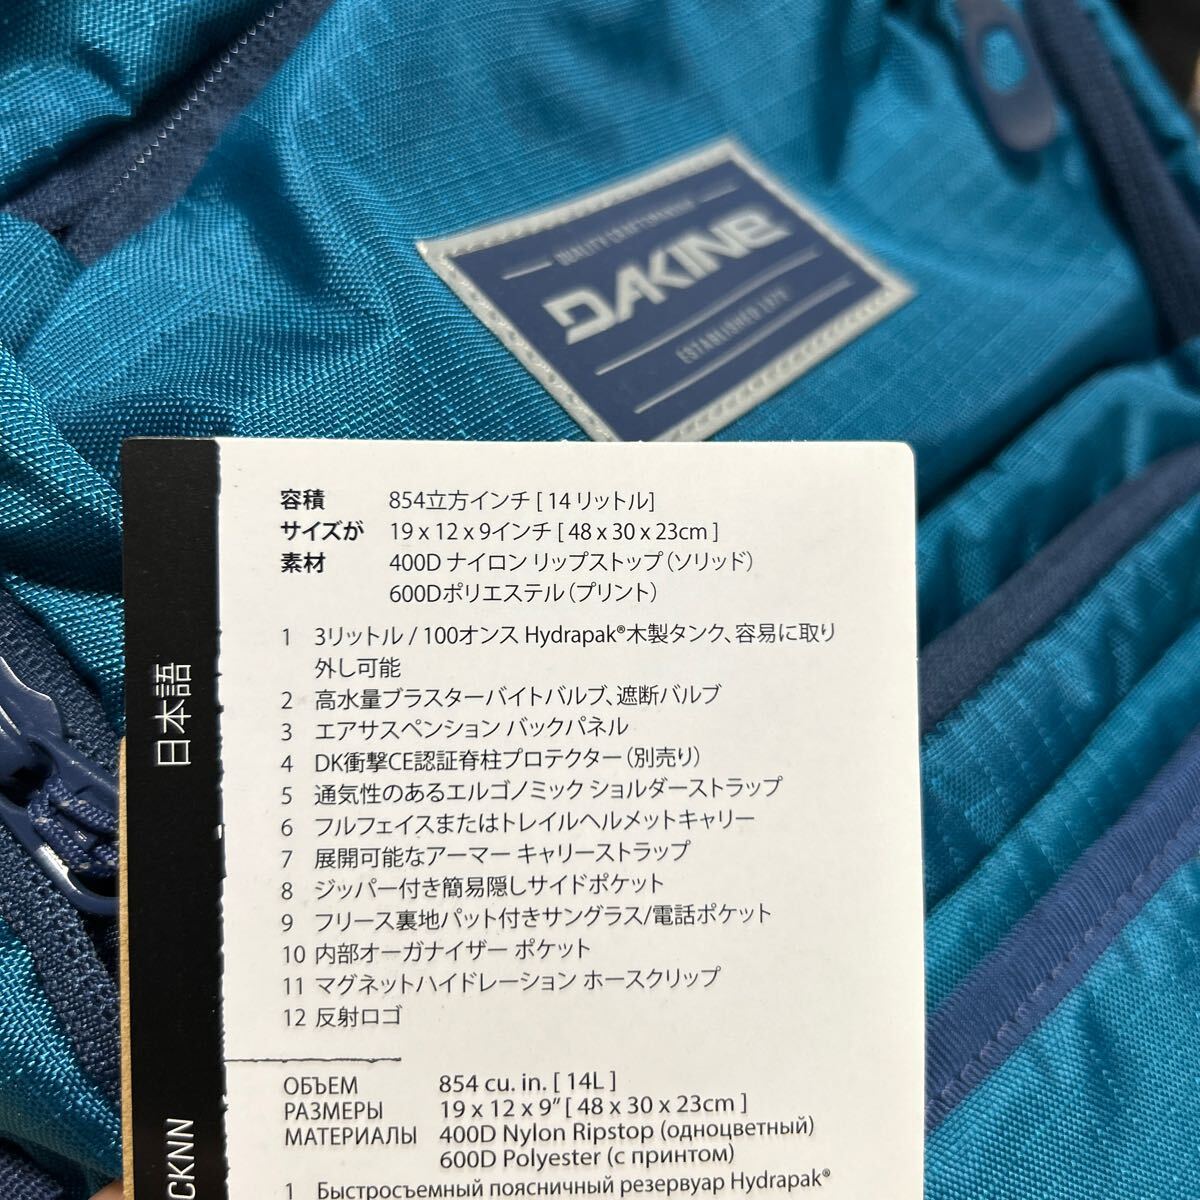 QUALITY CRAFTSMANSHIP
DAKINE
ESTABLISHED 1979
日本語
容積 854立方インチ [ 14 リットル]
サイズが 19 x 12 x 9インチ [ 48 x 30 x 23cm ]
素材 400D ナイロン リップストップ（ソリッド）
600Dポリエステル（プリント）
1 3リットル / 100オンス Hydrapak®木製タンク、容易に取り
外し可能
2 高水量ブラスターバイトバルブ、遮断バルブ
3 エアサスペンション バックパネル
4 DK衝撃CE認証脊柱プロテクター（別売り）
5 通気性のあるエルゴノミック ショルダーストラップ
6 フルフェイスまたはトレイルヘルメットキャリー
7 展開可能なアーマー キャリーストラップ
8 ジッパー付き簡易隠しサイドポケット
9 フリース裏地パット付きサングラス/電話ポケット
10 内部オーガナイザー ポケット
11 マグネットハイドレーション ホースクリップ
12 反射ロゴ
ОБЪЕМ 854 cu. in. [ 14L ]
РАЗМЕРЫ 19 x 12 x 9” [ 48 x 30 x 23cm ]
МАТЕРИАЛЫ 400D Nylon Ripstop (одноцветный)
600D Polyester (с принтом)
1 Быстросъемный поясничный резервуар Hydrapak®